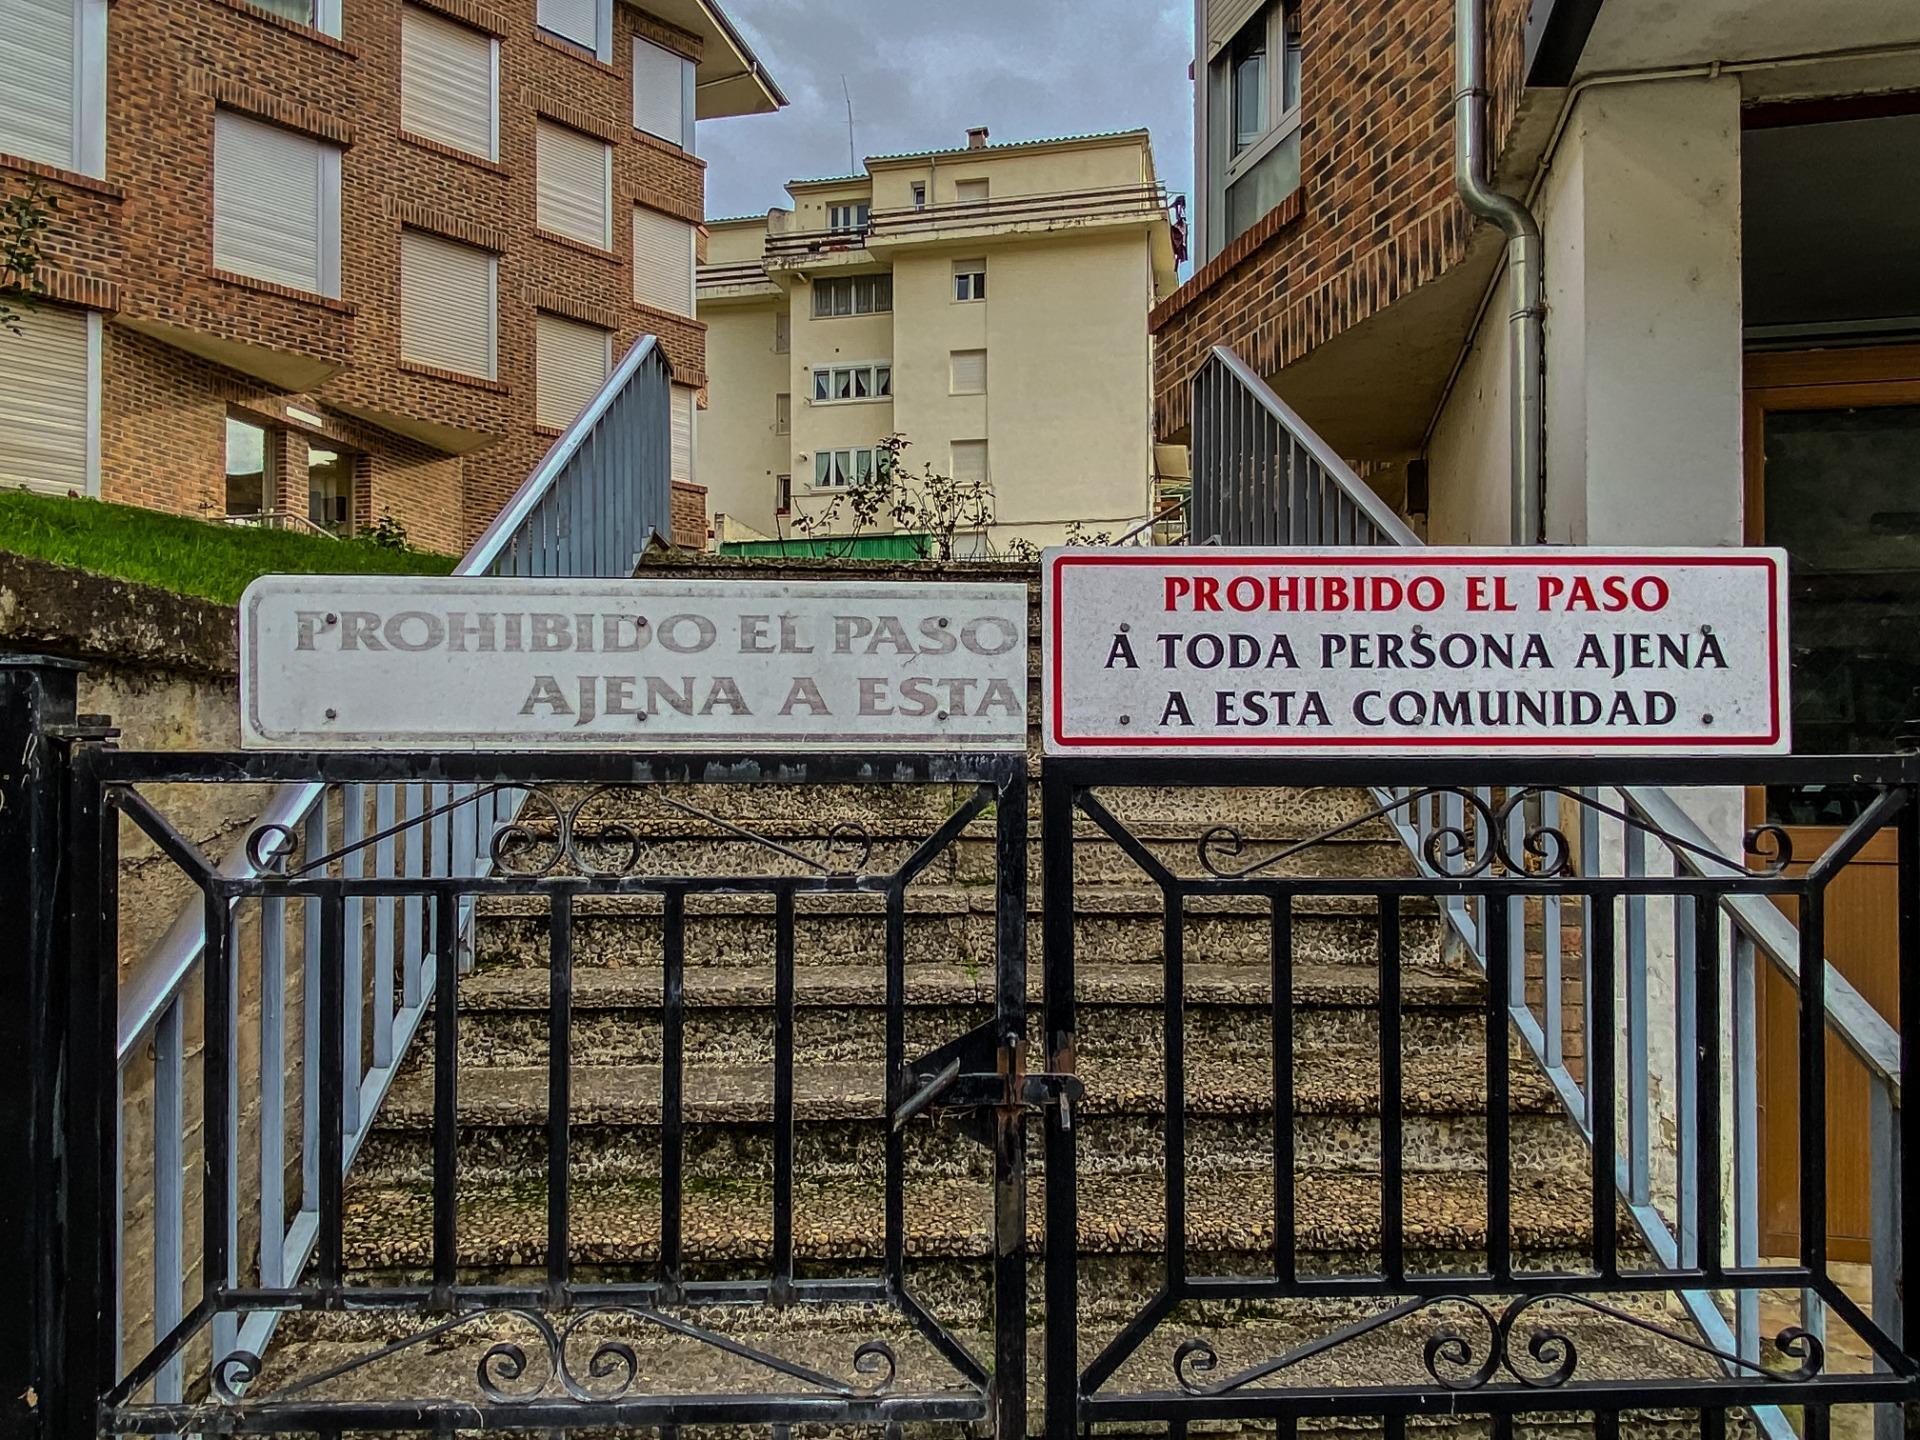 PROHIBIDO EL PASO
AJENA A ESTA
PROHIBIDO EL PASO
A TODA PERSONA AJENA
A ESTA COMUNIDAD